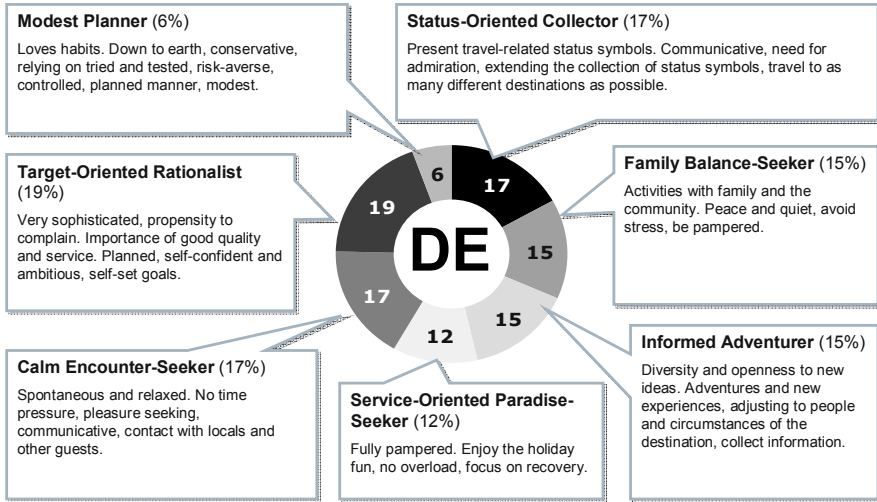 Modest Planner (6%)
Loves habits. Down to earth, conservative,
relying on tried and tested, risk-averse,
controlled, planned manner, modest.
Status-Oriented Collector (17%)
Present travel-related status symbols. Communicative, need for
admiration, extending the collection of status symbols, travel to as
many different destinations as possible.
Target-Oriented Rationalist
(19%)
Very sophisticated, propensity to
complain. Importance of good quality
and service. Planned, self-confident and
ambitious, self-set goals.
6
17
19
DE
15
17
15
12
Family Balance-Seeker (15%)
Activities with family and the
community. Peace and quiet, avoid
stress, be pampered.
Calm Encounter-Seeker (17%)
Spontaneous and relaxed. No time
pressure, pleasure seeking,
communicative, contact with locals and
other guests.
Service-Oriented Paradise-
Seeker (12%)
Fully pampered. Enjoy the holiday
fun, no overload, focus on recovery.
Informed Adventurer (15%)
Diversity and openness to new
ideas. Adventures and new
experiences, adjusting to people
and circumstances of the
destination, collect information.